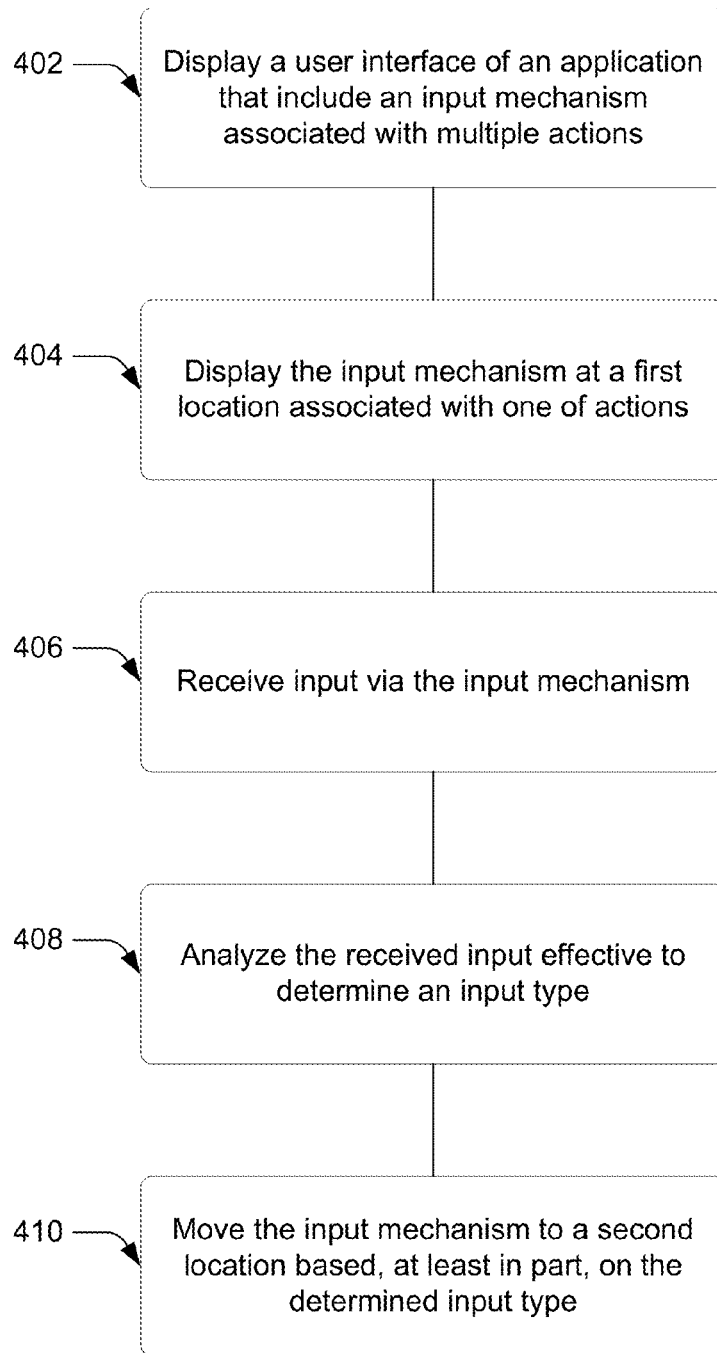 402
Display a user interface of an application
that include an input mechanism
associated with multiple actions
404
Display the input mechanism at a first
location associated with one of actions
406
Receive input via the input mechanism
408
Analyze the received input effective to
determine an input type
410
Move the input mechanism to a second
location based, at least in part, on the
determined input type